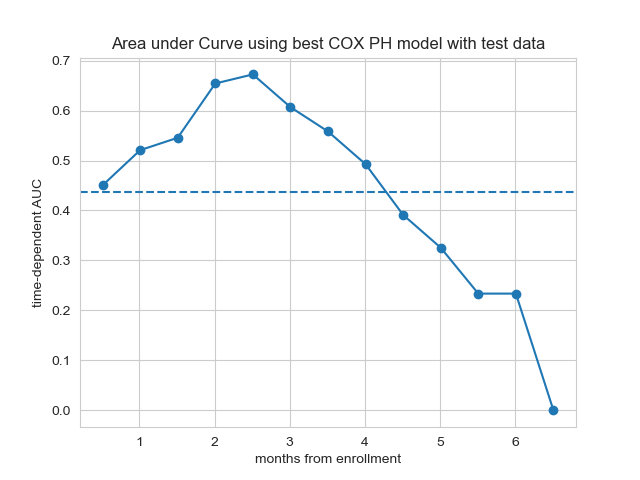 Area under Curve using best COX PH model with test data
0.7
0.6
0.5
0.4
0.3
0.2
0.1
0.0
time-dependent AUC
1 2 3 4 5 6
months from enrollment